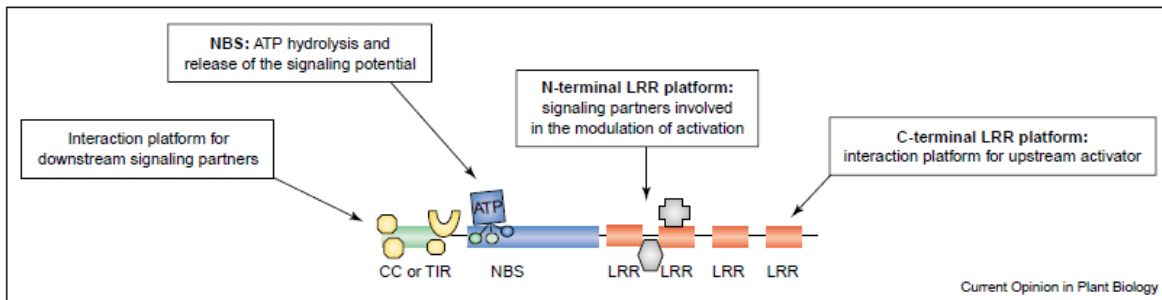 NBS: ATP hydrolysis and
release of the signaling potential
N-terminal LRR platform:
signaling partners involved
in the modulation of activation
Interaction platform for
downstream signaling partners
C-terminal LRR platform:
interaction platform for upstream activator
ATP
CC or TIR
NBS
LRR
LRR
LRR
LRR
Current Opinion in Plant Biology